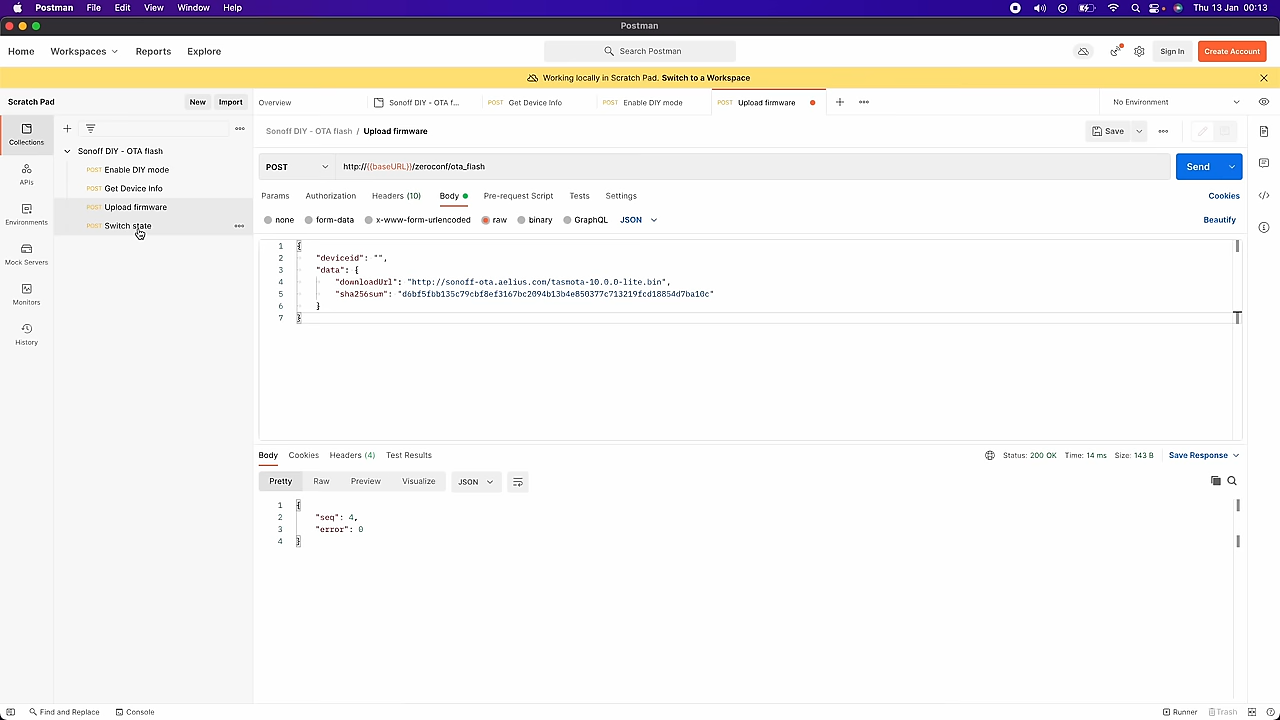 Postman File Edit View Window Help Thu 13 Jan 00:13
Postman
Home Workspaces Reports Explore Search Postman Sign In Create Account
Working locally in Scratch Pad. Switch to a Workspace
Scratch Pad New Import Overview Sonoff DIY - OTA f... POST Get Device Info POST Enable DIY mode POST Upload firmware No Environment
Collections
APIs
Environments
Mock Servers
Monitors
History
Sonoff DIY - OTA flash
POST Enable DIY mode
POST Get Device Info
POST Upload firmware
POST Switch state
Sonoff DIY - OTA flash / Upload firmware Save
POST http://{{baseURL}}/zeroconf/ota_flash Send
Params Authorization Headers (10) Body Pre-request Script Tests Settings Cookies
none form-data x-www-form-urlencoded raw binary GraphQL JSON Beautify
1 {
2 "deviceid": "",
3 "data": {
4 "downloadUrl": "http://sonoff-ota.aelius.com/tasmota-10.0.0-lite.bin",
5 "sha256sum": "d6bf5fbb135c79cbf8ef3167bc2094b13b4e850377c713219fcd18854d7ba10c"
6 }
7 }
Body Cookies Headers (4) Test Results Status: 200 OK Time: 14 ms Size: 143 B Save Response
Pretty Raw Preview Visualize JSON
1 {
2 "seq": 4,
3 "error": 0
4 }
Find and Replace Console Runner Trash